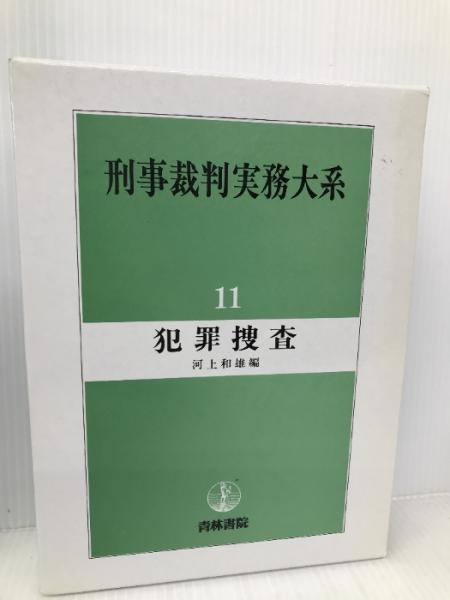 刑事裁判実務大系
11
犯罪捜査
河上和雄編
青林書院